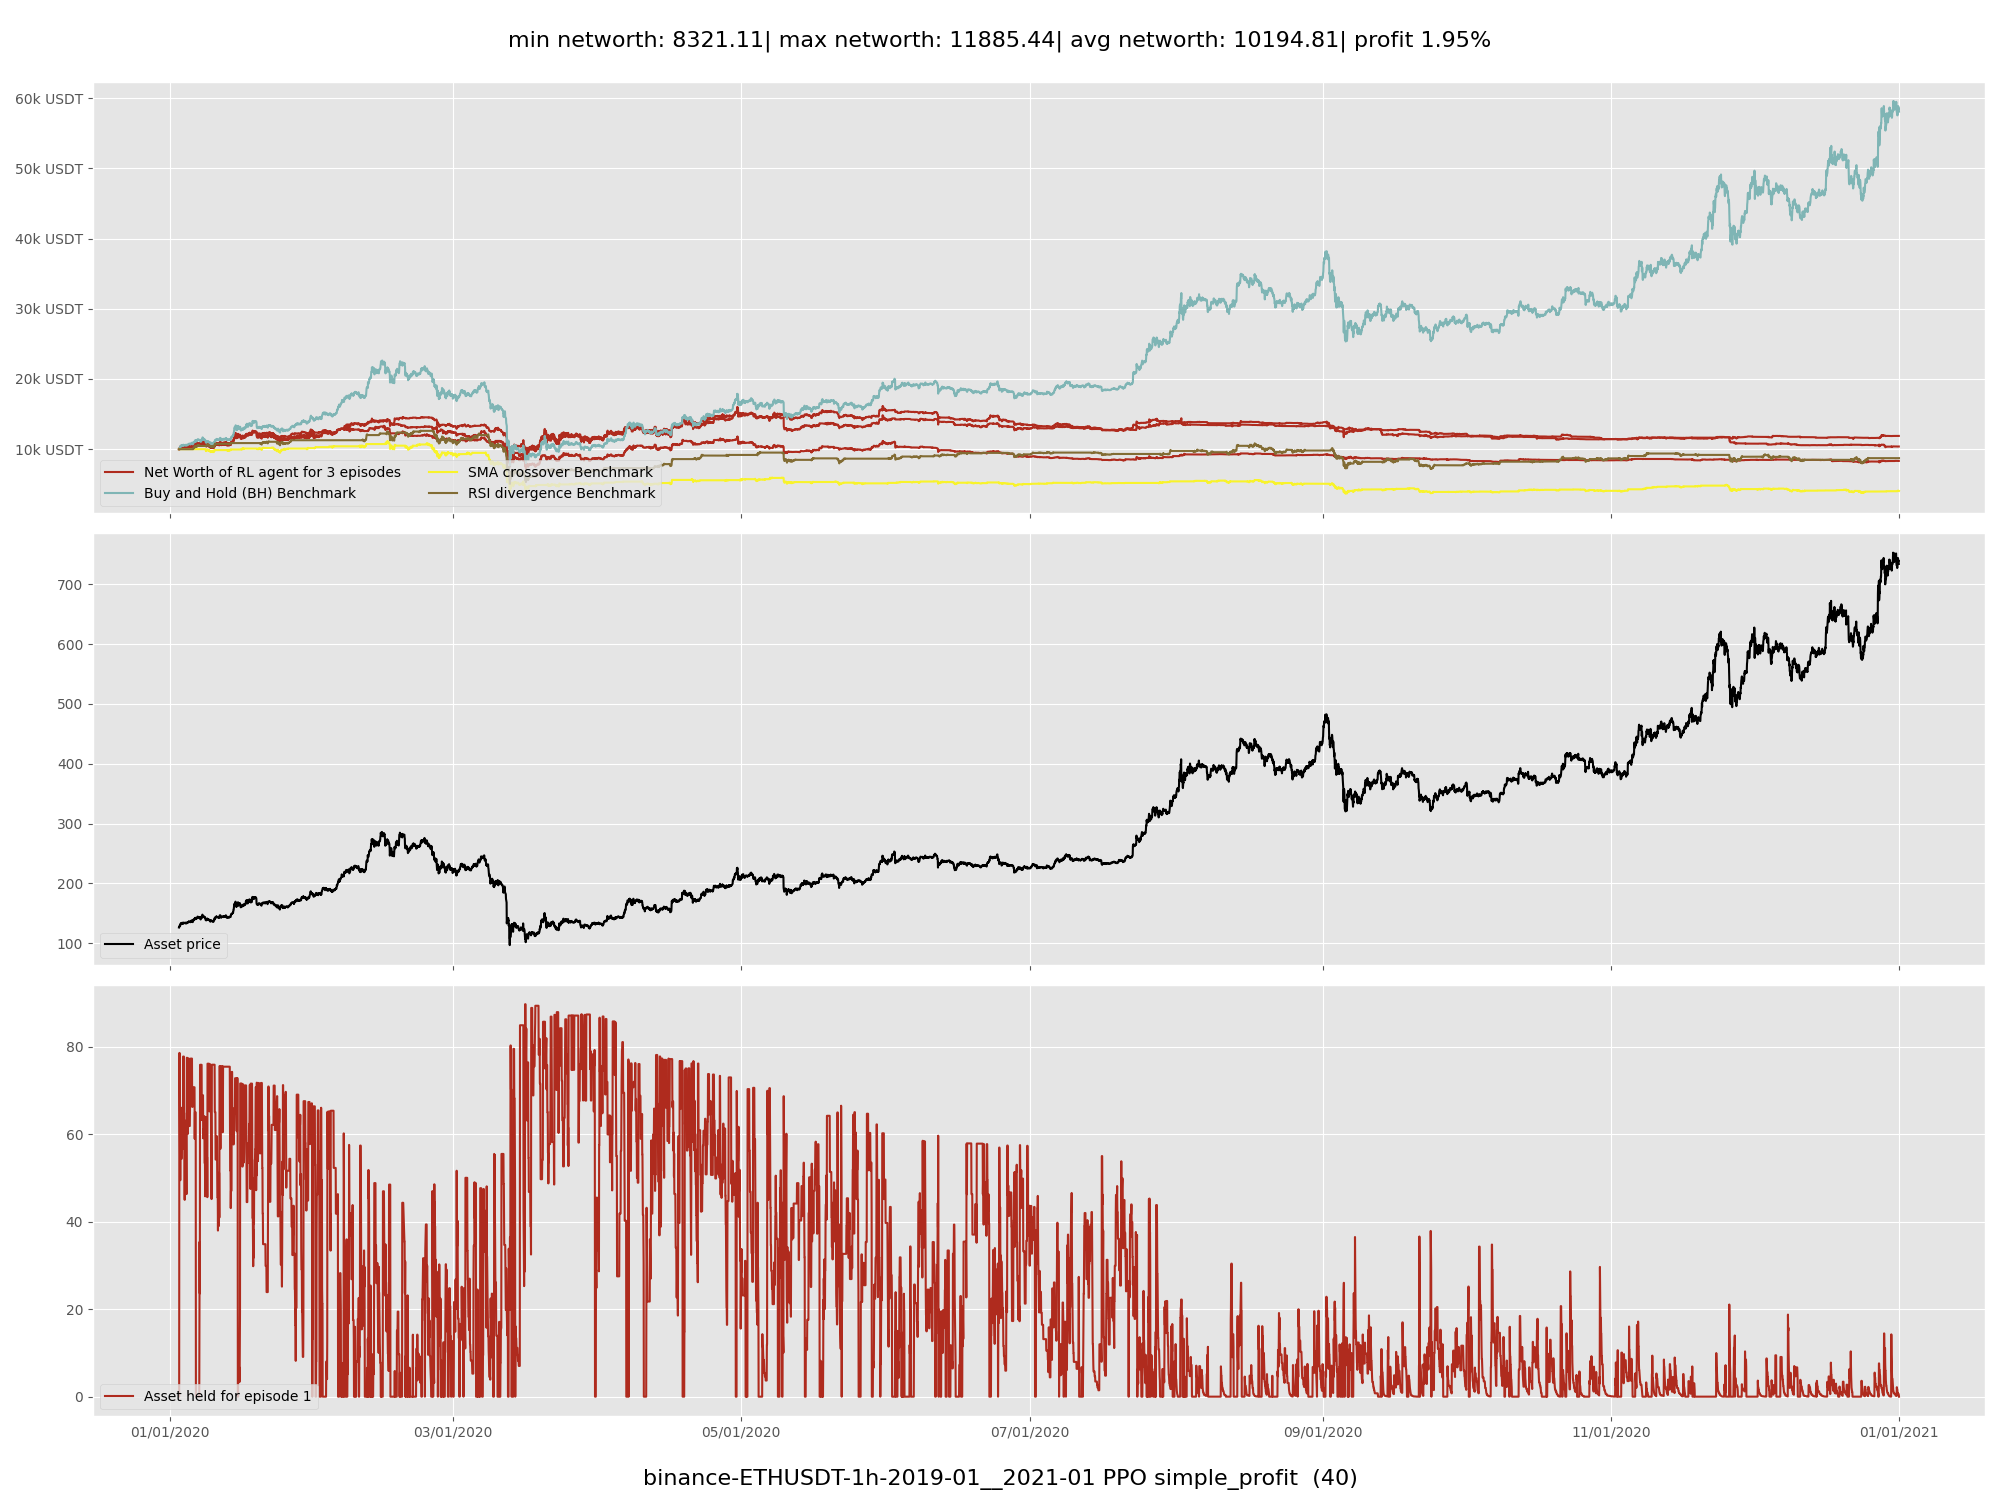 min networth: 8321.11| max networth: 11885.44| avg networth: 10194.81| profit 1.95%
60k USDT
50k USDT
40k USDT
30k USDT
20k USDT
10k USDT
Net Worth of RL agent for 3 episodes
Buy and Hold (BH) Benchmark
SMA crossover Benchmark
RSI divergence Benchmark
700
600
500
400
300
200
100
Asset price
80
60
40
20
0
Asset held for episode 1
01/01/2020 03/01/2020 05/01/2020 07/01/2020 09/01/2020 11/01/2020 01/01/2021
binance-ETHUSDT-1h-2019-01__2021-01 PPO simple_profit (40)